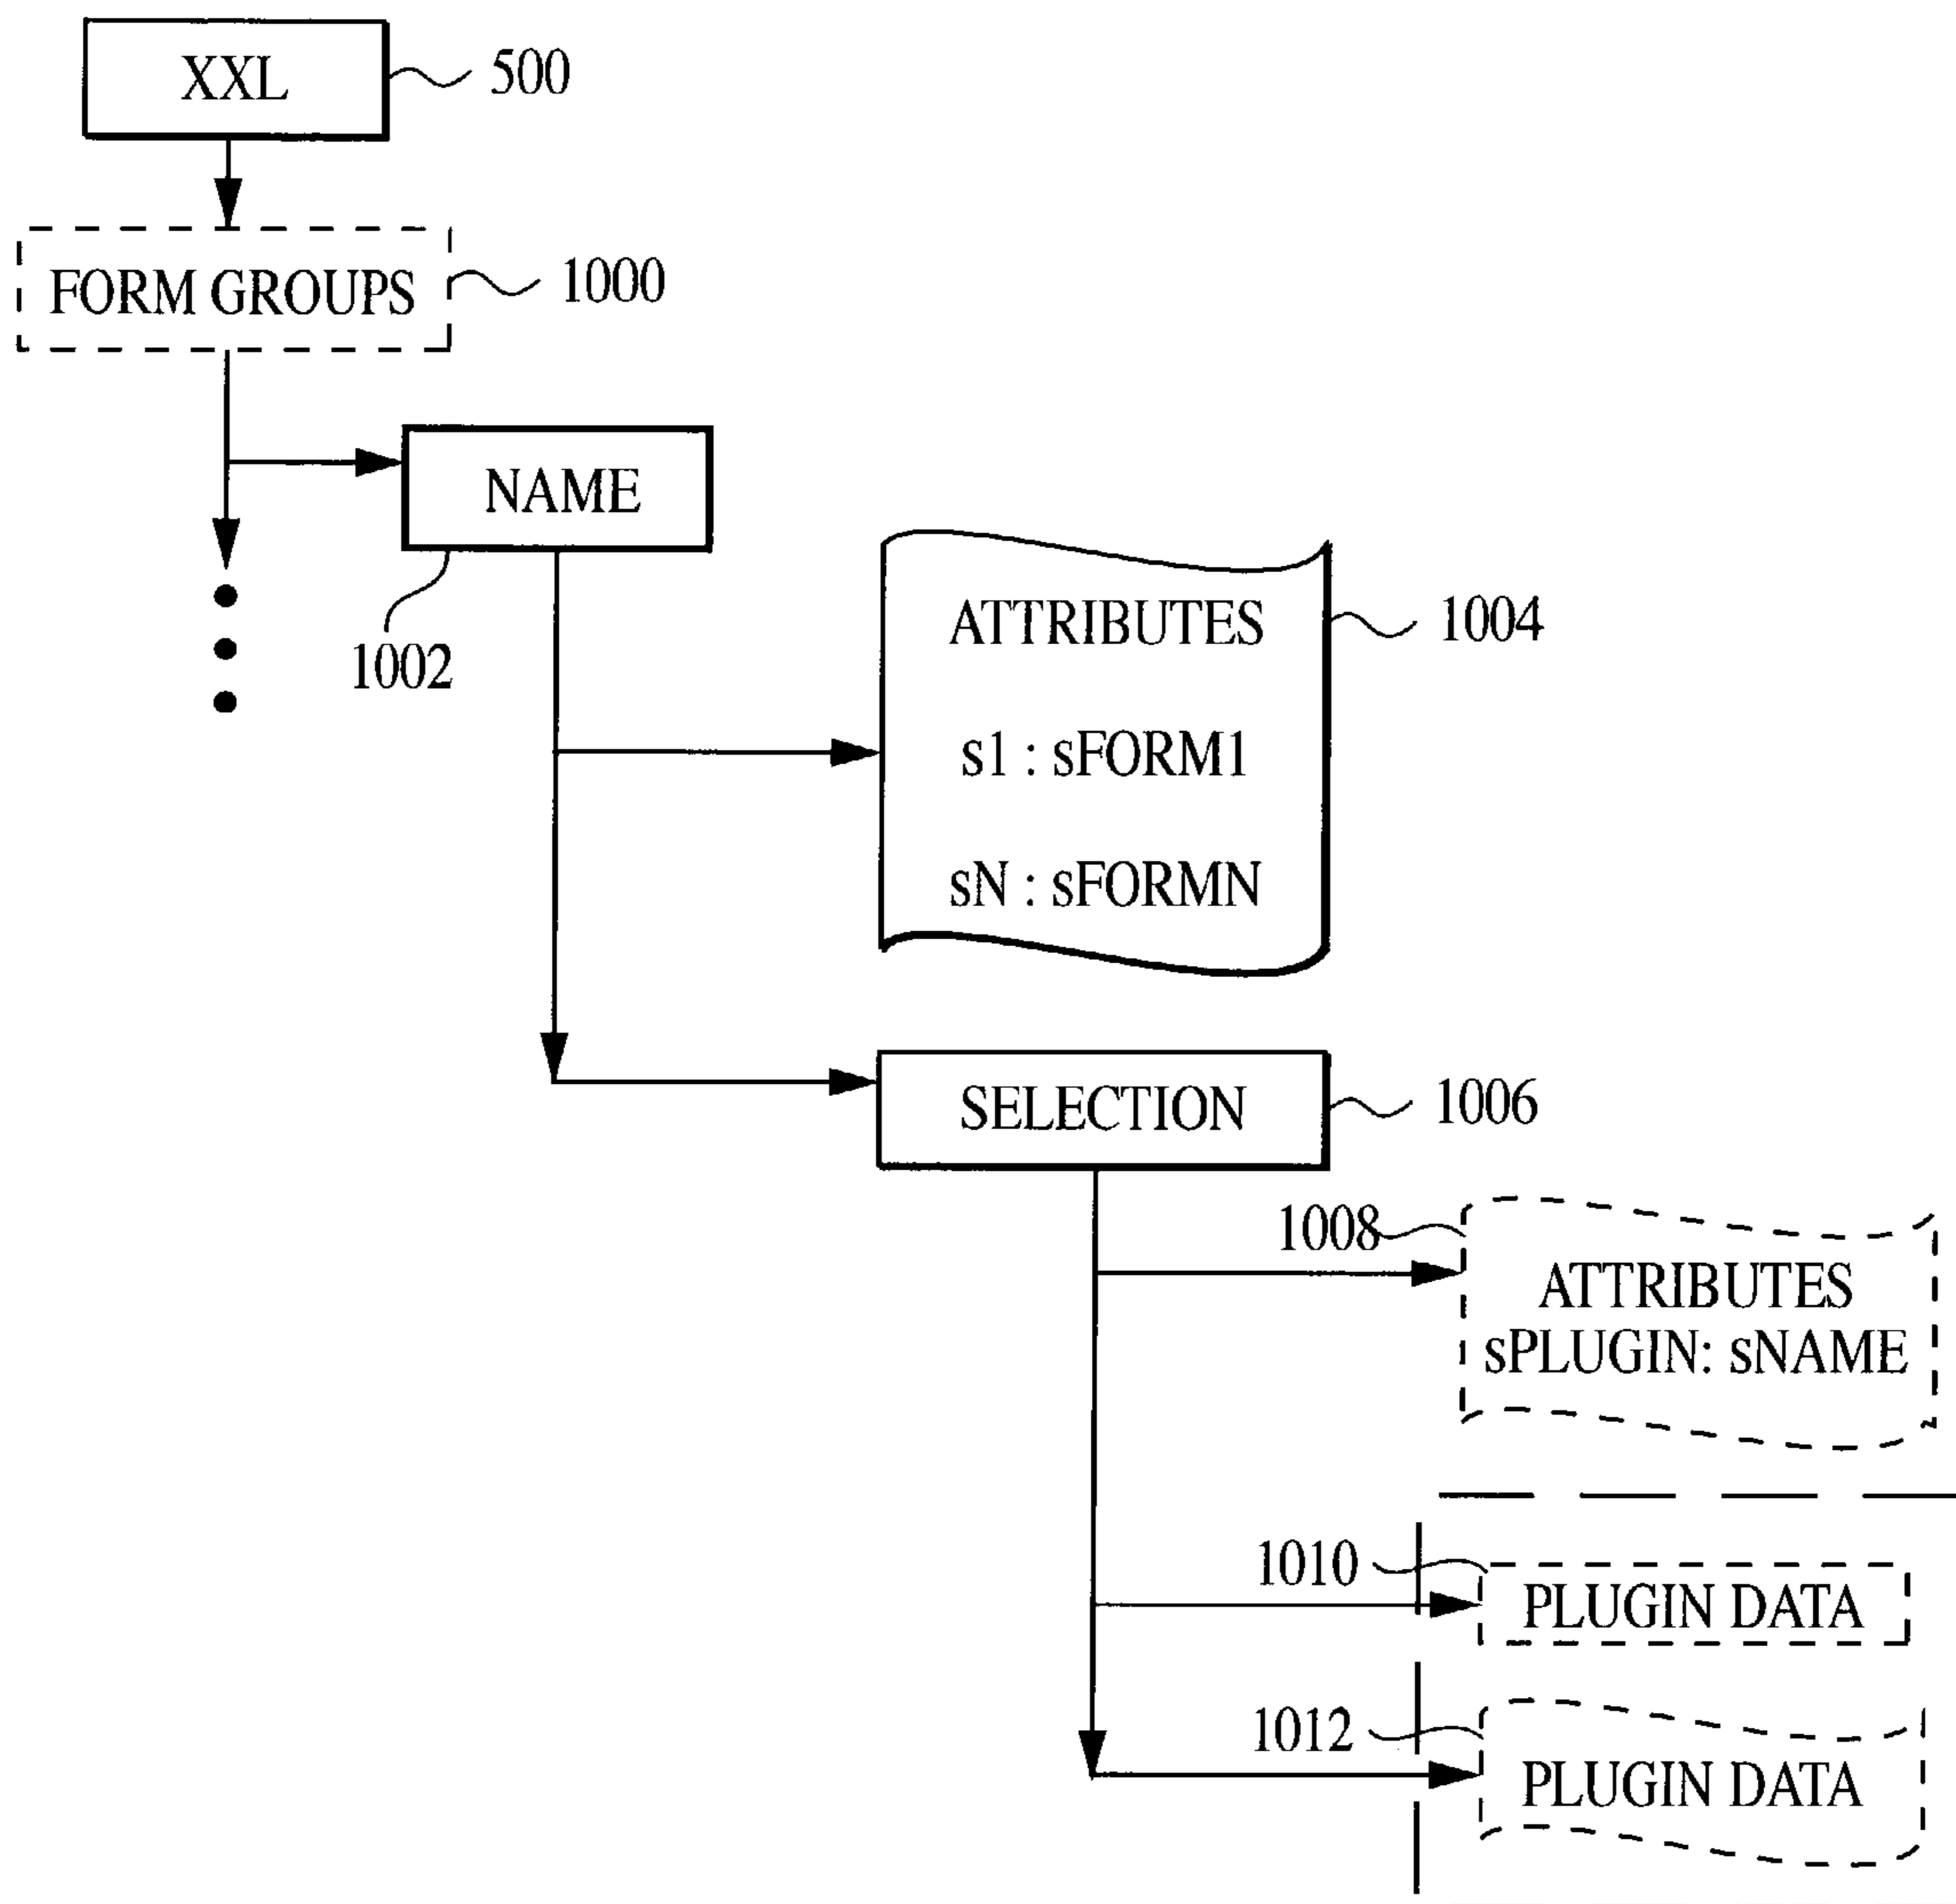 XXL
500
FORM GROUPS
1000
NAME
1002
ATTRIBUTES
1004
s1 : sFORM1
sN : sFORMN
SELECTION
1006
1008
ATTRIBUTES
sPLUGIN: sNAME
1010
PLUGIN DATA
1012
PLUGIN DATA